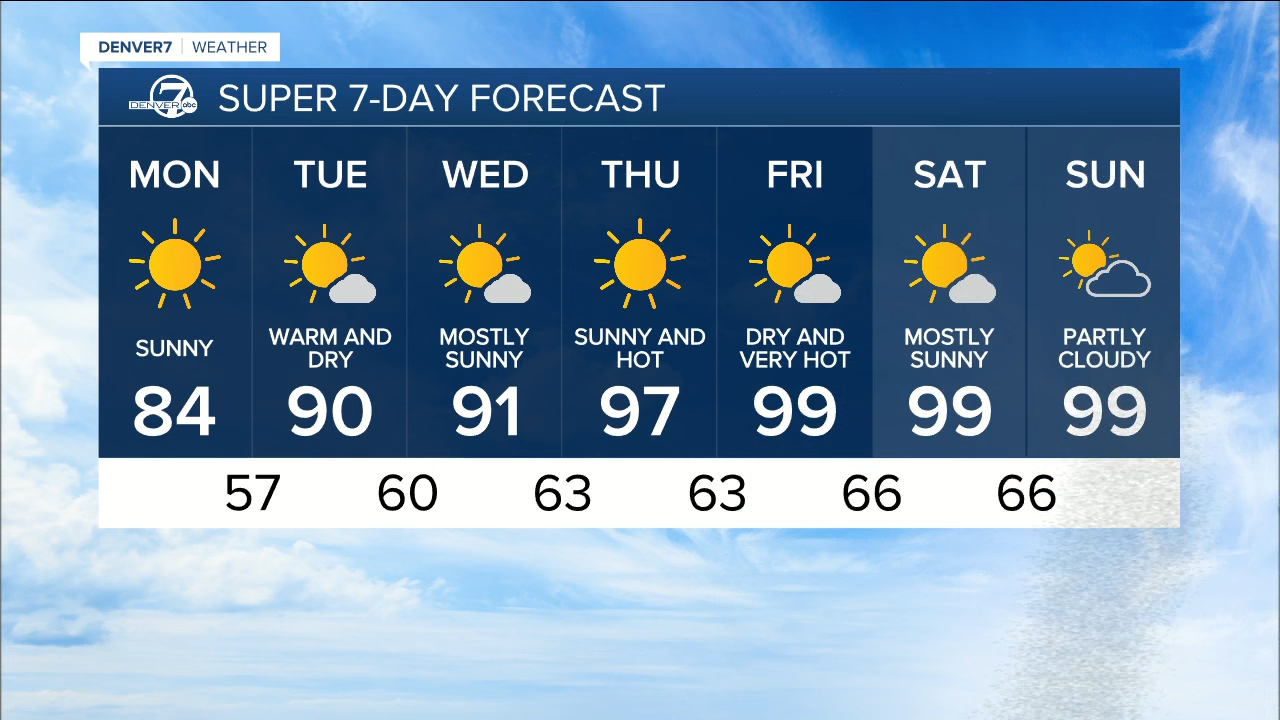 DENVER7 | WEATHER
7 DENVER abc
SUPER 7-DAY FORECAST
MON TUE WED THU FRI SAT SUN
SUNNY
WARM AND
DRY
MOSTLY
SUNNY
SUNNY AND
HOT
DRY AND
VERY HOT
MOSTLY
SUNNY
PARTLY
CLOUDY
84 90 91 97 99 99 99
57 60 63 63 66 66